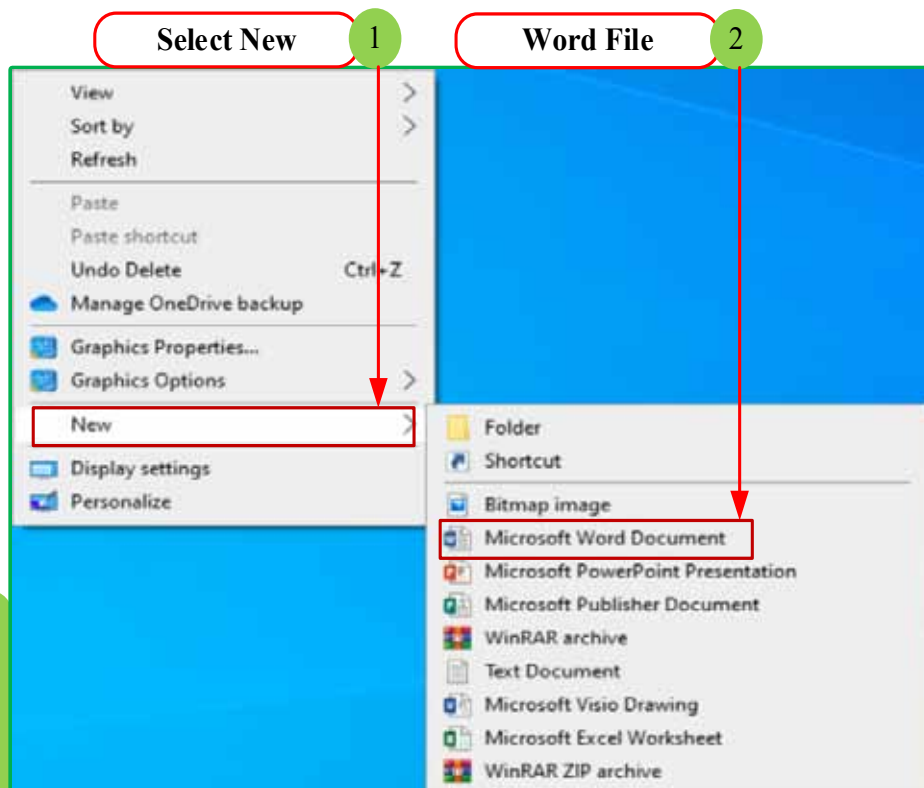 Select New 1
Word File 2
View
Sort by
Refresh
Paste
Paste shortcut
Undo Delete Ctrl+Z
Manage OneDrive backup
Graphics Properties...
Graphics Options
New
Display settings
Personalize
Folder
Shortcut
Bitmap image
Microsoft Word Document
Microsoft PowerPoint Presentation
Microsoft Publisher Document
WinRAR archive
Text Document
Microsoft Visio Drawing
Microsoft Excel Worksheet
WinRAR ZIP archive